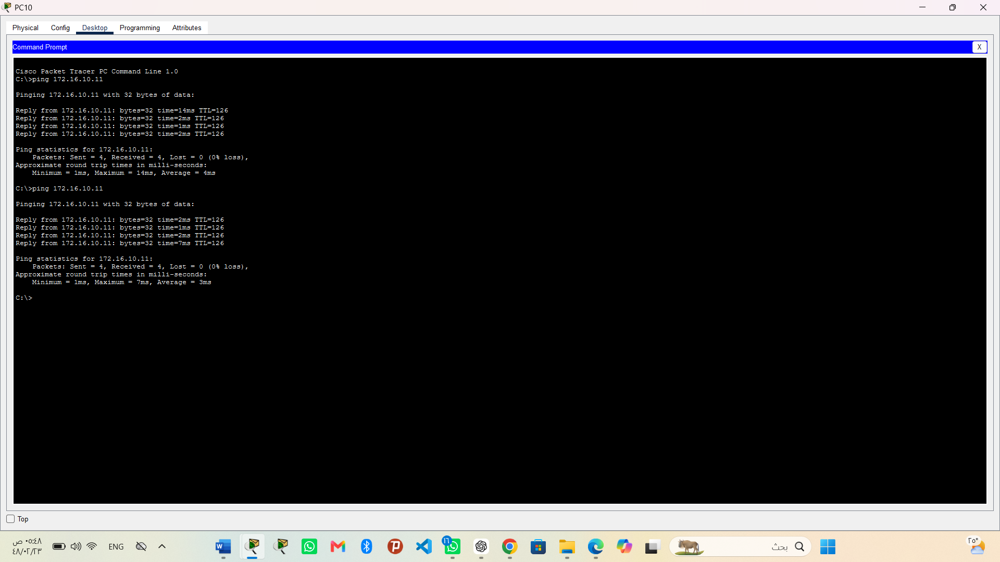 PC10
Physical Config Desktop Programming Attributes
Command Prompt
X
Cisco Packet Tracer PC Command Line 1.0
C:\>ping 172.16.10.11
Pinging 172.16.10.11 with 32 bytes of data:
Reply from 172.16.10.11: bytes=32 time=14ms TTL=126
Reply from 172.16.10.11: bytes=32 time=2ms TTL=126
Reply from 172.16.10.11: bytes=32 time=1ms TTL=126
Reply from 172.16.10.11: bytes=32 time=2ms TTL=126
Ping statistics for 172.16.10.11:
Packets: Sent = 4, Received = 4, Lost = 0 (0% loss),
Approximate round trip times in milli-seconds:
Minimum = 1ms, Maximum = 14ms, Average = 4ms
C:\>ping 172.16.10.11
Pinging 172.16.10.11 with 32 bytes of data:
Reply from 172.16.10.11: bytes=32 time=2ms TTL=126
Reply from 172.16.10.11: bytes=32 time=1ms TTL=126
Reply from 172.16.10.11: bytes=32 time=2ms TTL=126
Reply from 172.16.10.11: bytes=32 time=7ms TTL=126
Ping statistics for 172.16.10.11:
Packets: Sent = 4, Received = 4, Lost = 0 (0% loss),
Approximate round trip times in milli-seconds:
Minimum = 1ms, Maximum = 7ms, Average = 3ms
C:\>
Top
٠٥:٤٨ ص
٤٨/٠٢/٢٣
ENG
W
١٦
بحث
٢٥°